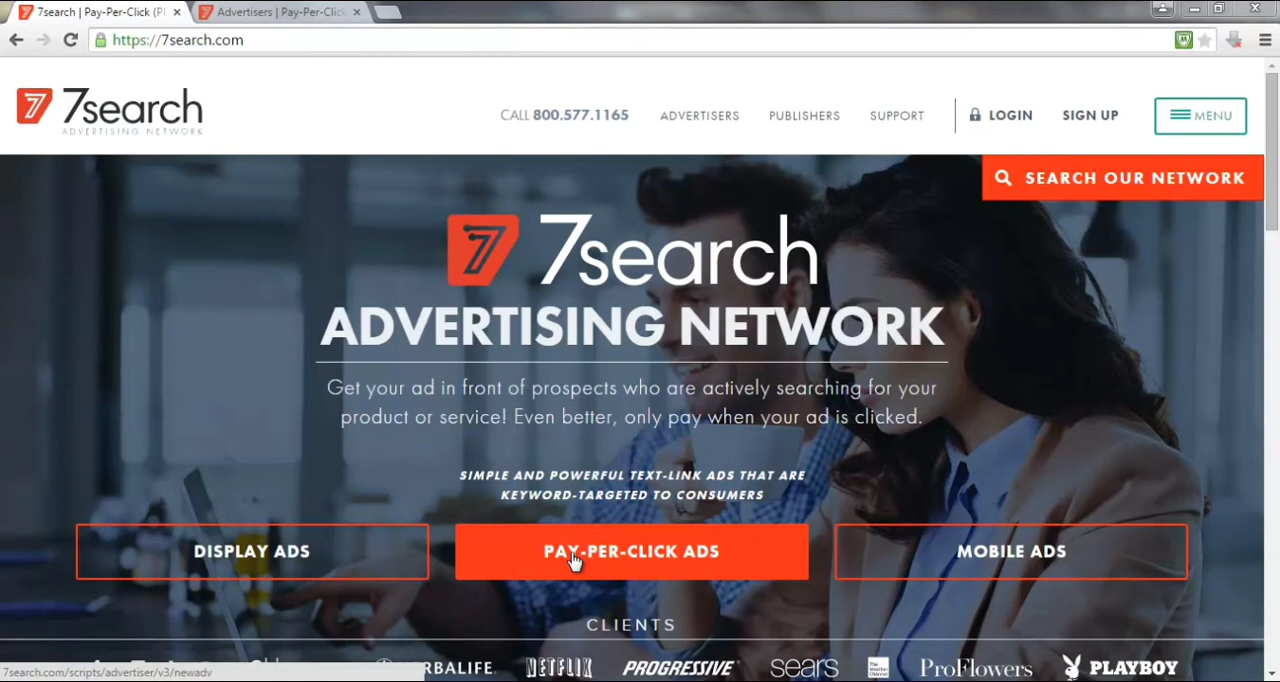 7search | Pay-Per-Click (P
Advertisers | Pay-Per-Click
https://7search.com
7search
ADVERTISING NETWORK
CALL 800.577.1165
ADVERTISERS
PUBLISHERS
SUPPORT
LOGIN
SIGN UP
MENU
SEARCH OUR NETWORK
7search
ADVERTISING NETWORK
Get your ad in front of prospects who are actively searching for your
product or service! Even better, only pay when your ad is clicked.
SIMPLE AND POWERFUL TEXT-LINK ADS THAT ARE
KEYWORD-TARGETED TO CONSUMERS
DISPLAY ADS
PAY-PER-CLICK ADS
MOBILE ADS
CLIENTS
HERBALIFE.
NETFLIX
PROGRESSIVE
sears
ProFlowers
PLAYBOY
7search.com/scripts/advertiser/v3/newadv